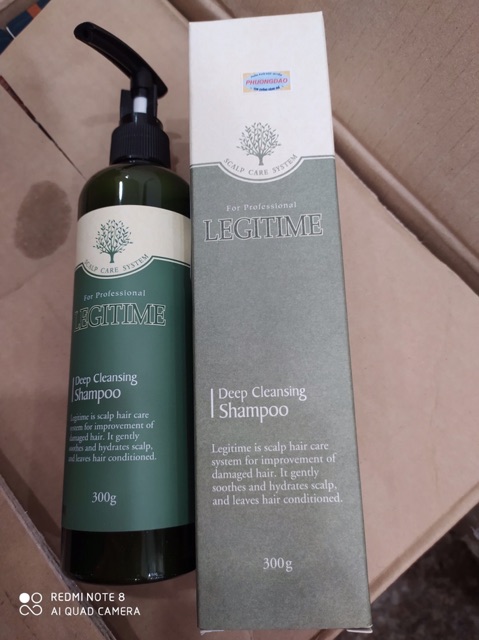 PHUONGDAO
SCALP CARE SYSTEM
For Professional
LEGITIME
Deep Cleansing
Shampoo
Legitime is scalp hair care
system for improvement of
damaged hair. It gently
soothes and hydrates scalp,
and leaves hair conditioned.
300g
SCALP CARE SYSTEM
For Professional
LEGITIME
Deep Cleansing
Shampoo
Legitime is scalp hair care
system for improvement of
damaged hair. It gently
soothes and hydrates scalp,
and leaves hair conditioned.
300g
REDMI NOTE 8
AI QUAD CAMERA